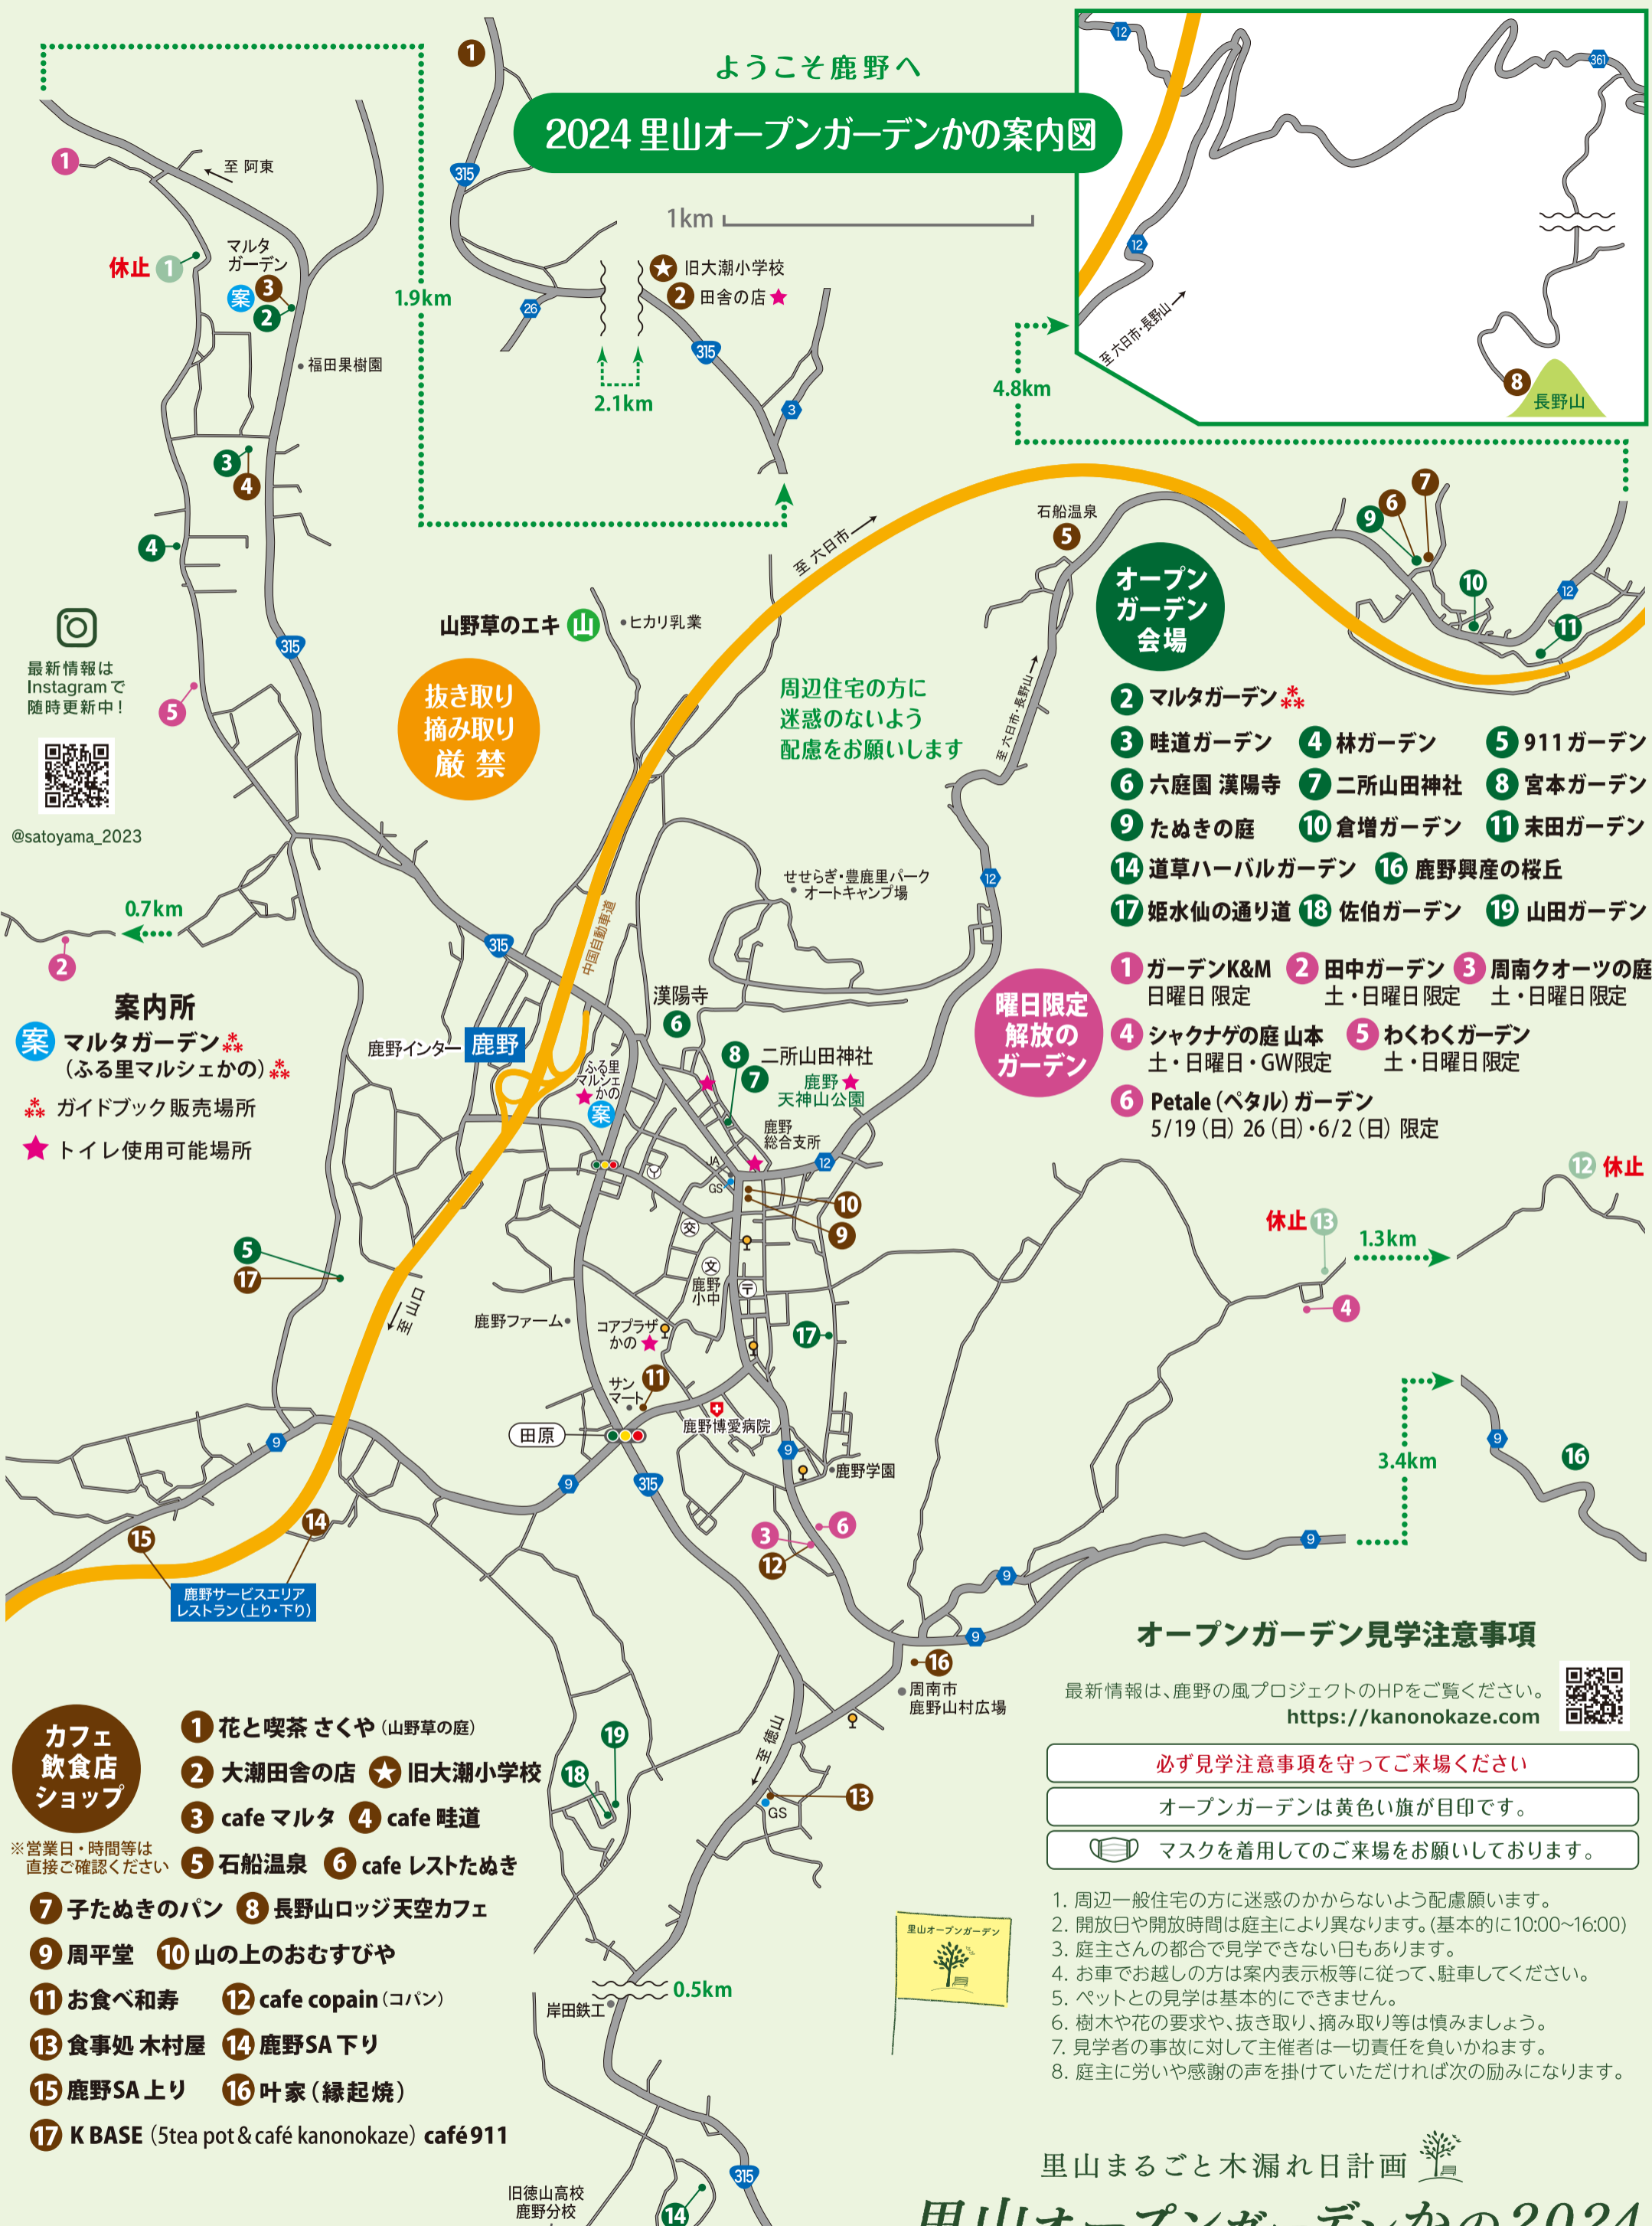 ようこそ鹿野へ
2024 里山オープンガーデンかの案内図
1km
1
315
26
2.1km
★ 旧大潮小学校
2 田舎の店 ★
315
3
1.9km
12
361
12
至 六日市・長野山
8
長野山
4.8km
1
至 阿東
休止 1
マルタ
ガーデン
案 3
2
福田果樹園
3
4
4
315
5
最新情報は
Instagramで
随時更新中!
@satoyama_2023
0.7km
2
山野草のエキ 山
ヒカリ乳業
抜き取り
摘み取り
厳禁
至 六日市
周辺住宅の方に
迷惑のないよう
配慮をお願いします
石船温泉
5
至 六日市・長野山
7
6
9
10
12
11
オープン
ガーデン
会場
2 マルタガーデン⁂
3 畦道ガーデン 4 林ガーデン 5 911ガーデン
6 六庭園 漢陽寺 7 二所山田神社 8 宮本ガーデン
9 たぬきの庭 10 倉増ガーデン 11 末田ガーデン
14 道草ハーバルガーデン 16 鹿野興産の桜丘
17 姫水仙の通り道 18 佐伯ガーデン 19 山田ガーデン
曜日限定
解放の
ガーデン
1 ガーデンK&M 2 田中ガーデン 3 周南クオーツの庭
日曜日 限定 土・日曜日 限定 土・日曜日 限定
4 シャクナゲの庭 山本 5 わくわくガーデン
土・日曜日・GW限定 土・日曜日 限定
6 Petale(ペタル)ガーデン
5/19(日) 26(日)・6/2(日) 限定
案内所
案 マルタガーデン⁂
(ふる里マルシェかの)⁂
⁂ ガイドブック販売場所
★ トイレ使用可能場所
中国自動車道
せせらぎ・豊鹿里パーク
オートキャンプ場
12
315
鹿野インター 鹿野
漢陽寺
6
8 二所山田神社
7
鹿野 ★
天神山公園
鹿野
総合支所
ふる里
マルシェ
★ かの
案
JA
GS
12
10
9
交
文
鹿野
小中
〒
5
17
至 山口
鹿野ファーム
コアプラザ
かの ★
17
サン
マート
11
鹿野博愛病院
田原
9
9
315
9
鹿野学園
12 休止
休止 13
1.3km
4
3.4km
9
16
15
14
鹿野サービスエリア
レストラン(上り・下り)
6
3
12
9
9
9
16
周南市
鹿野山村広場
至 徳山
GS
13
19
18
0.5km
岸田鉄工
315
旧徳山高校
鹿野分校
14
カフェ
飲食店
ショップ
※営業日・時間等は
直接ご確認ください
1 花と喫茶 さくや(山野草の庭)
2 大潮田舎の店 ★ 旧大潮小学校
3 cafe マルタ 4 cafe 畦道
5 石船温泉 6 cafe レストたぬき
7 子たぬきのパン 8 長野山ロッジ天空カフェ
9 周平堂 10 山の上のおむすびや
11 お食べ和寿 12 cafe copain(コパン)
13 食事処 木村屋 14 鹿野SA下り
15 鹿野SA上り 16 叶家(縁起焼)
17 K BASE (5tea pot&café kanonokaze) café911
オープンガーデン見学注意事項
最新情報は、鹿野の風プロジェクトのHPをご覧ください。
https://kanonokaze.com
必ず見学注意事項を守ってご来場ください
オープンガーデンは黄色い旗が目印です。
マスクを着用してのご来場をお願いしております。
里山オープンガーデン
1. 周辺一般住宅の方に迷惑のかからないよう配慮願います。
2. 開放日や開放時間は庭主により異なります。(基本的に10:00~16:00)
3. 庭主さんの都合で見学できない日もあります。
4. お車でお越しの方は案内表示板等に従って、駐車してください。
5. ペットとの見学は基本的にできません。
6. 樹木や花の要求や、抜き取り、摘み取り等は慎みましょう。
7. 見学者の事故に対して主催者は一切責任を負いかねます。
8. 庭主に労いや感謝の声を掛けていただければ次の励みになります。
里山まるごと木漏れ日計画
里山オープンガーデンかの2024